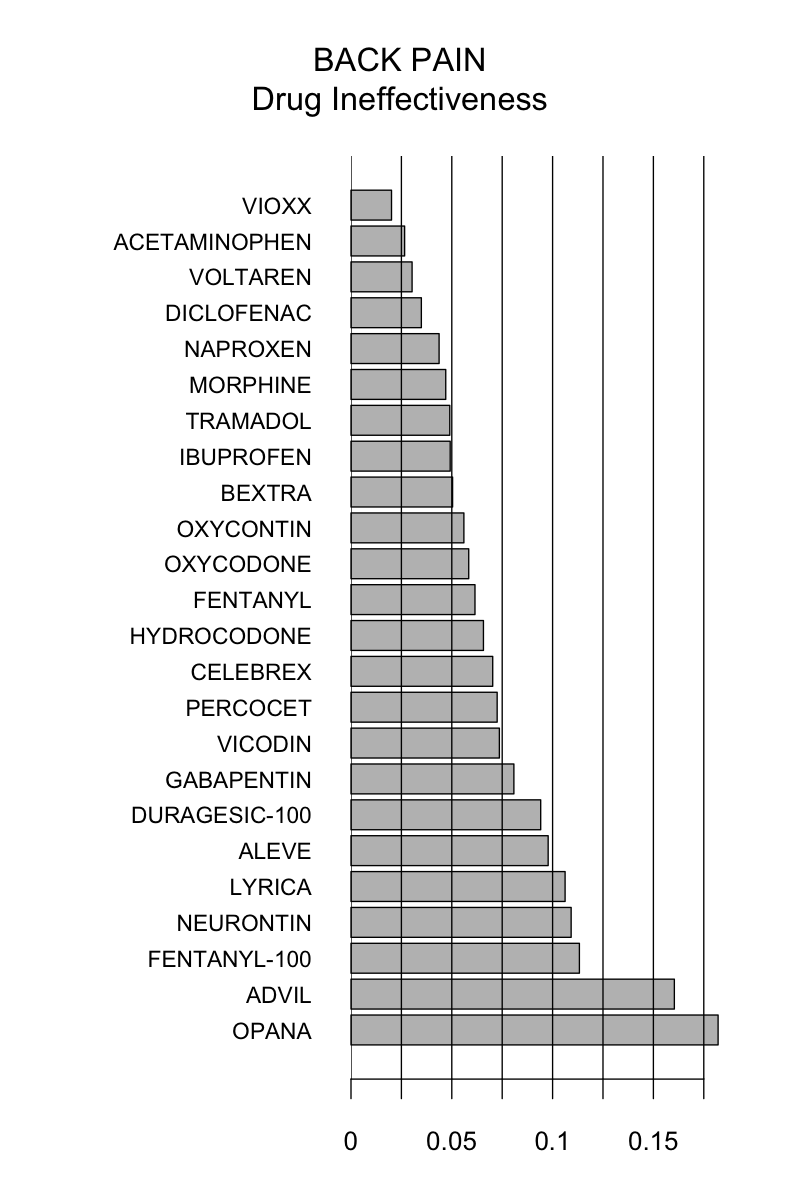 BACK PAIN
Drug Ineffectiveness
VIOXX
ACETAMINOPHEN
VOLTAREN
DICLOFENAC
NAPROXEN
MORPHINE
TRAMADOL
IBUPROFEN
BEXTRA
OXYCONTIN
OXYCODONE
FENTANYL
HYDROCODONE
CELEBREX
PERCOCET
VICODIN
GABAPENTIN
DURAGESIC-100
ALEVE
LYRICA
NEURONTIN
FENTANYL-100
ADVIL
OPANA
0 0.05 0.1 0.15